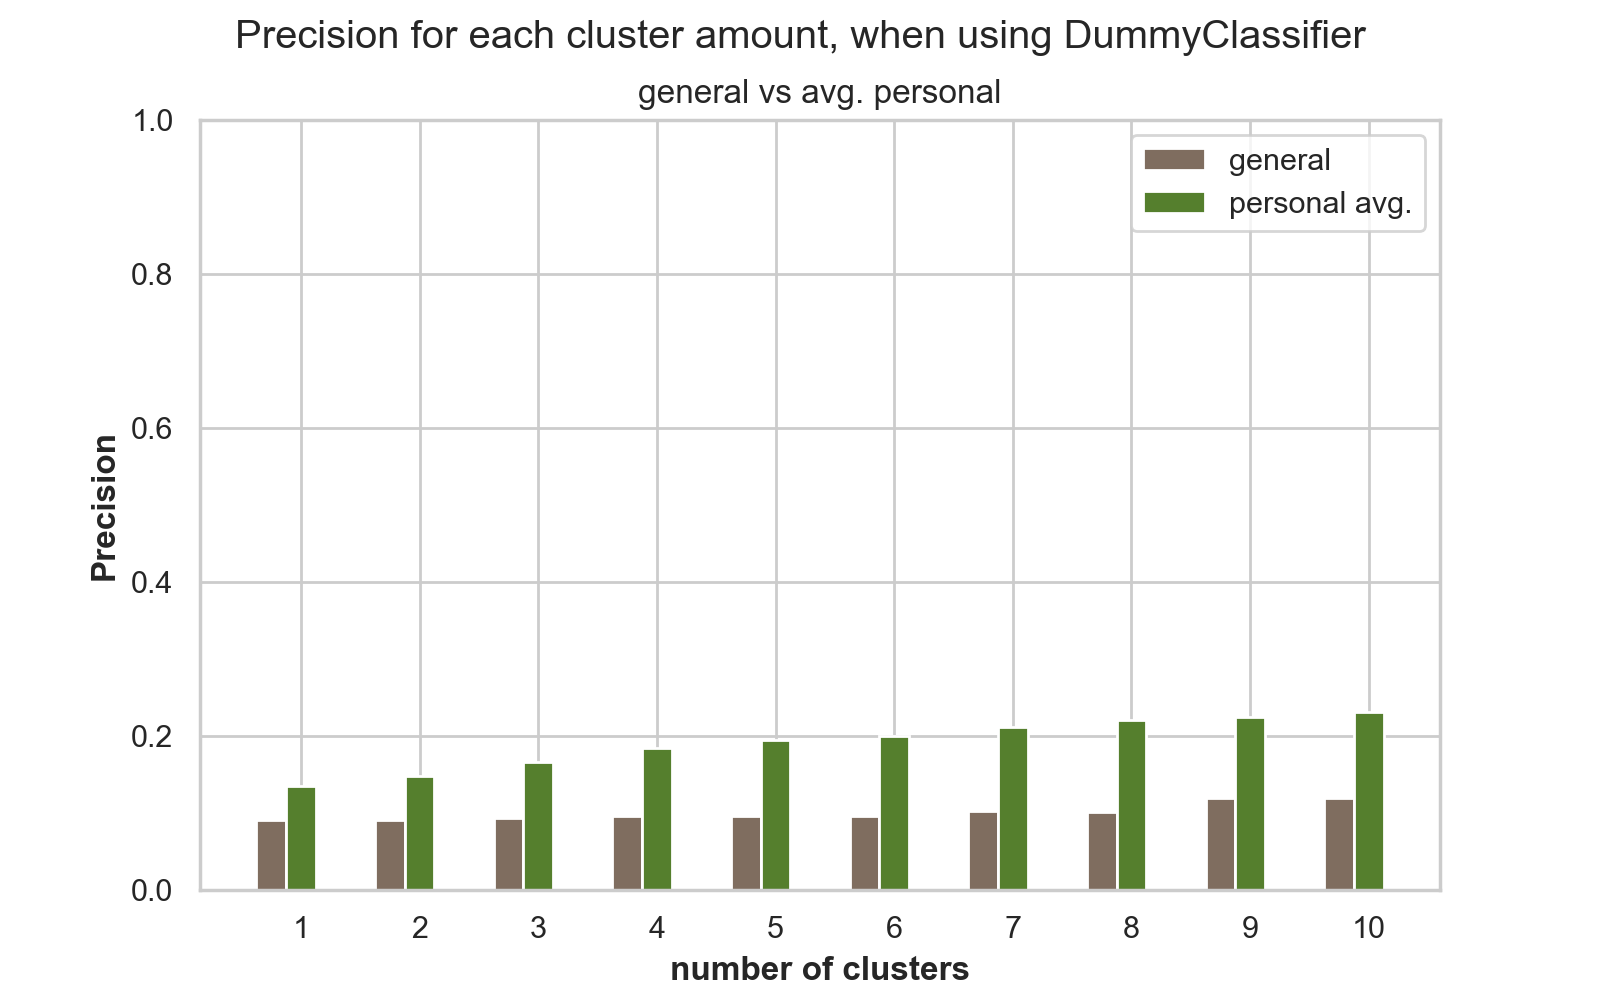 Precision for each cluster amount, when using DummyClassifier
general vs avg. personal
1.0
0.8
0.6
0.4
0.2
0.0
Precision
general
personal avg.
1 2 3 4 5 6 7 8 9 10
number of clusters